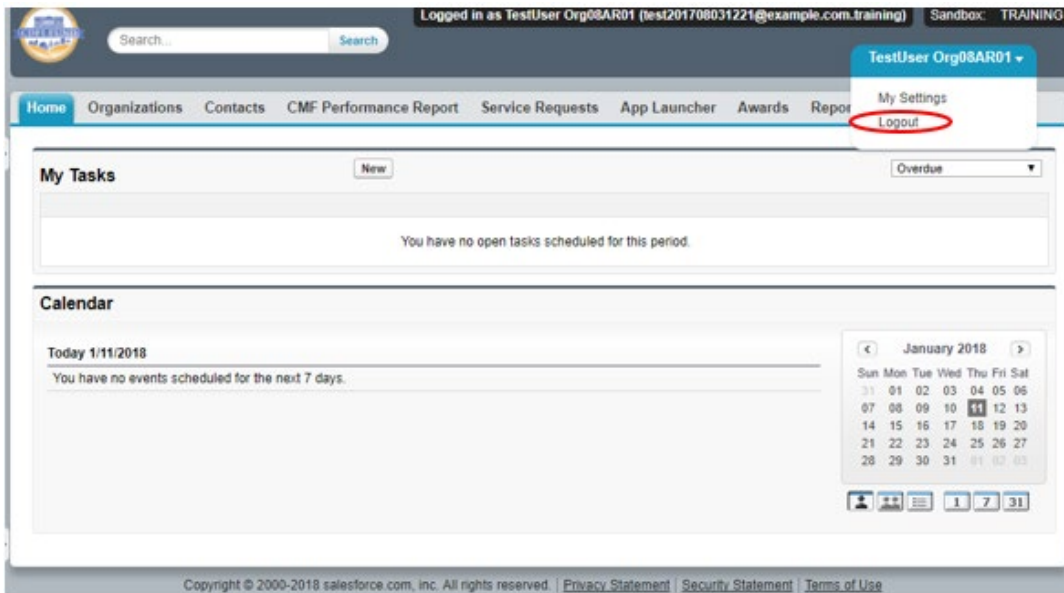 Logged in as TestUser Org08AR01 (test201708031221@example.com.training) Sandbox: TRAINING
Search... Search
TestUser Org08AR01
My Settings
Logout
Home Organizations Contacts CMF Performance Report Service Requests App Launcher Awards Repor
My Tasks New Overdue
You have no open tasks scheduled for this period.
Calendar
Today 1/11/2018
You have no events scheduled for the next 7 days.
January 2018
Sun Mon Tue Wed Thu Fri Sat
31 01 02 03 04 05 06
07 08 09 10 11 12 13
14 15 16 17 18 19 20
21 22 23 24 25 26 27
28 29 30 31 01 02 03
1 7 31
Copyright © 2000-2018 salesforce.com, inc. All rights reserved. | Privacy Statement | Security Statement | Terms of Use